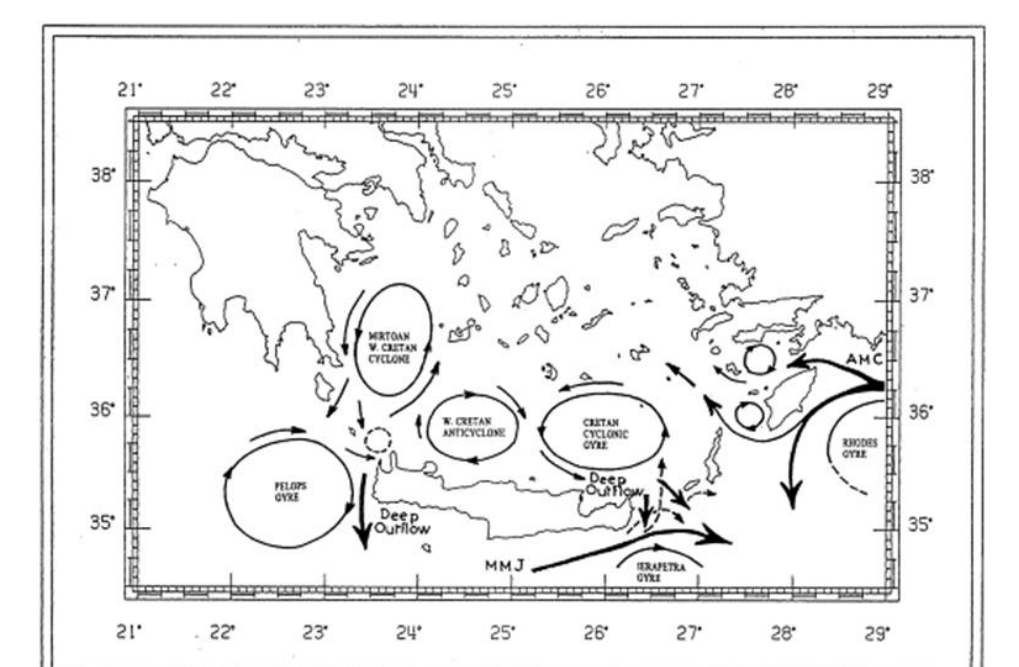 21° 22° 23° 24° 25° 26° 27° 28° 29°
38° 38°
37° 37°
MIRTOAN
W. CRETAN
CYCLONE
AMC
36° 36°
W. CRETAN
ANTICYCLONE
CRETAN
CYCLONIC
GYRE
RHODES
GYRE
PELOPS
GYRE
Deep
Outflow
Deep
Outflow
35° 35°
MMJ
IERAPETRA
GYRE
21° 22° 23° 24° 25° 26° 27° 28° 29°